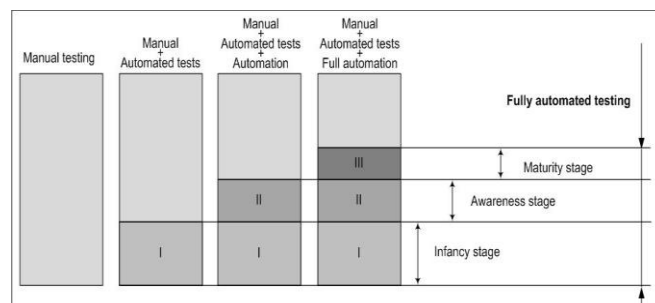 Manual testing
Manual
+
Automated tests
Manual
+
Automated tests
+
Automation
Manual
+
Automated tests
+
Full automation
Fully automated testing
III
Maturity stage
II
II
Awareness stage
I
I
I
Infancy stage